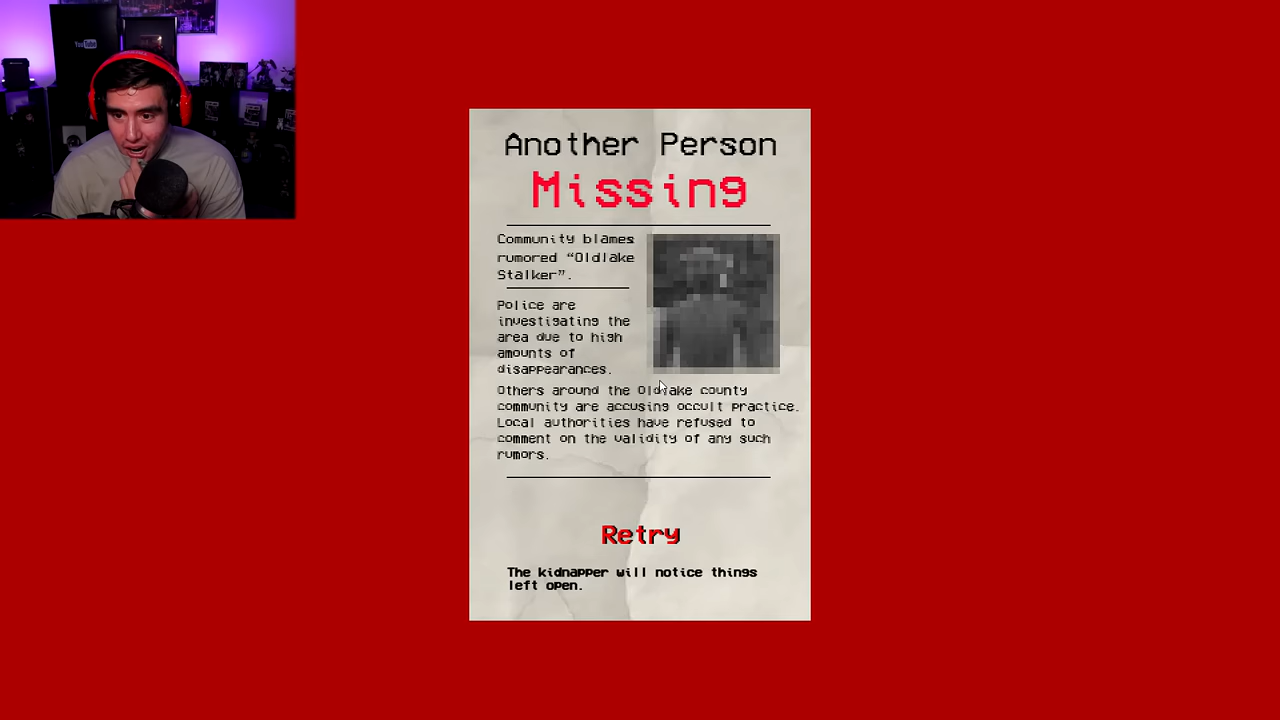 YouTube
Another Person
Missing
Community blames
rumored “Oldlake
Stalker”.
Police are
investigating the
area due to high
amounts of
disappearances.
Others around the Oldlake county
community are accusing occult practice.
Local authorities have refused to
comment on the validity of any such
rumors.
Retry
The kidnapper will notice things
left open.